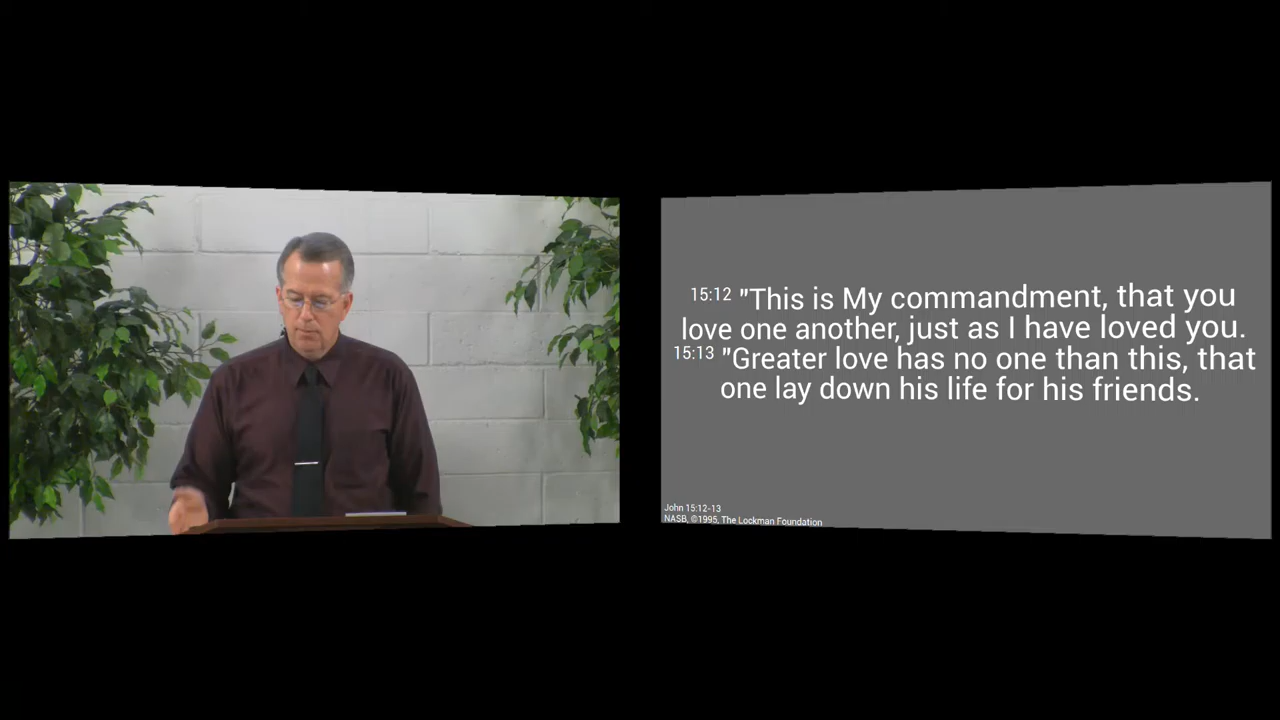 15:12 "This is My commandment, that you
love one another, just as I have loved you.
15:13 "Greater love has no one than this, that
one lay down his life for his friends.
John 15:12-13
NASB, ©1995, The Lockman Foundation